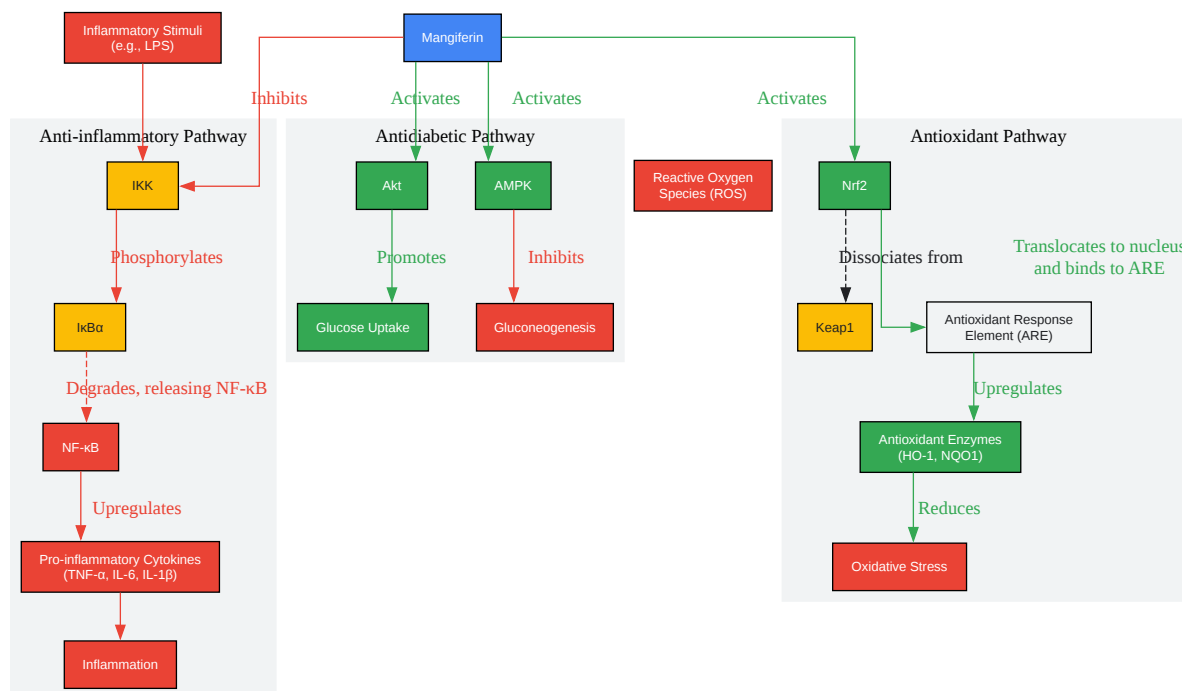 Inflammatory Stimuli
(e.g., LPS)
Mangiferin
Inhibits
Activates
Activates
Activates
Anti-inflammatory Pathway
Antidiabetic Pathway
Antioxidant Pathway
IKK
Akt
AMPK
Reactive Oxygen
Species (ROS)
Nrf2
Phosphorylates
Promotes
Inhibits
Dissociates from
Translocates to nucleus
and binds to ARE
IκBα
Glucose Uptake
Gluconeogenesis
Keap1
Antioxidant Response
Element (ARE)
Degrades, releasing NF-κB
Upregulates
NF-κB
Antioxidant Enzymes
(HO-1, NQO1)
Upregulates
Reduces
Pro-inflammatory Cytokines
(TNF-α, IL-6, IL-1β)
Oxidative Stress
Inflammation